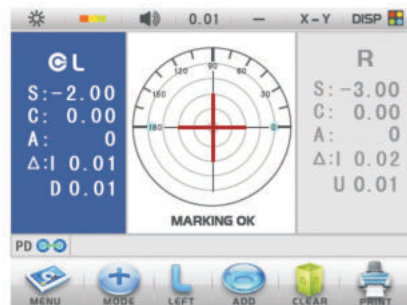 0.01 — X-Y DISP
L
S:-2.00
C: 0.00
A: 0
Δ:I 0.01
D 0.01
90
120
60
150
30
180
0
MARKING OK
R
S:-3.00
C: 0.00
A: 0
Δ:I 0.02
U 0.01
PD
MENU MODE LEFT ADD CLEAR PRINT